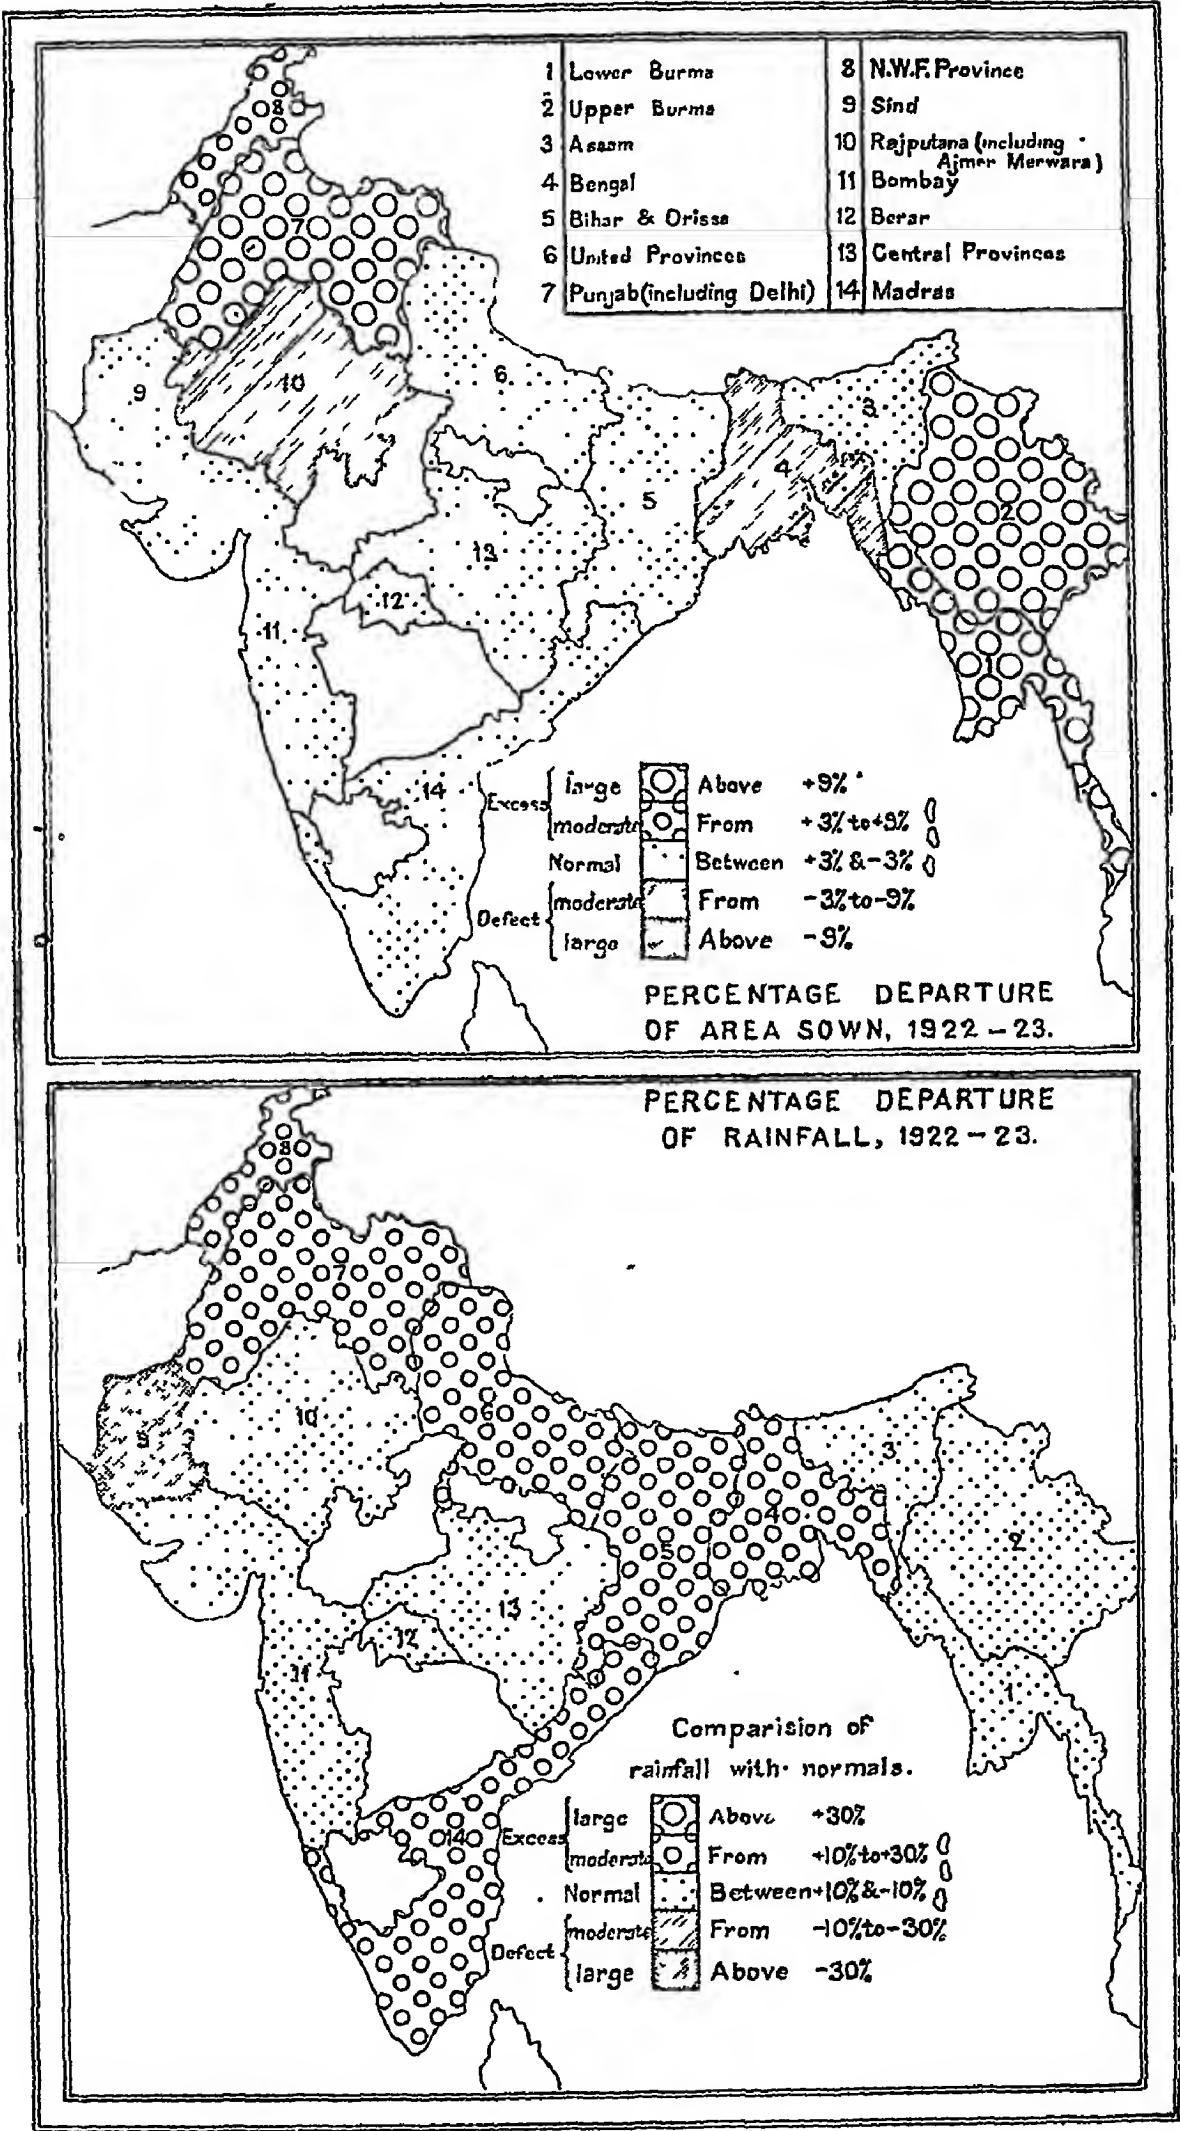 1 Lower Burma
2 Upper Burma
3 Assam
4 Bengal
5 Bihar & Orissa
6 United Provinces
7 Punjab (including Delhi)
8 N.W.F. Province
9 Sind
10 Rajputana (including
Ajmer Merwara)
11 Bombay
12 Berar
13 Central Provinces
14 Madras
8
7
10
9
6
3
4
5
2
13
12
11
1
14
Excess large Above +9%
moderate From +3% to +9%
Normal Between +3% & -3%
Defect moderate From -3% to -9%
large Above -9%
PERCENTAGE DEPARTURE
OF AREA SOWN, 1922-23.
PERCENTAGE DEPARTURE
OF RAINFALL, 1922-23.
8
7
10
6
9
3
4
2
5
13
12
11
1
14
Comparision of
rainfall with normals.
Excess large Above +30%
moderate From +10% to +30%
Normal Between +10% & -10%
Defect moderate From -10% to -30%
large Above -30%